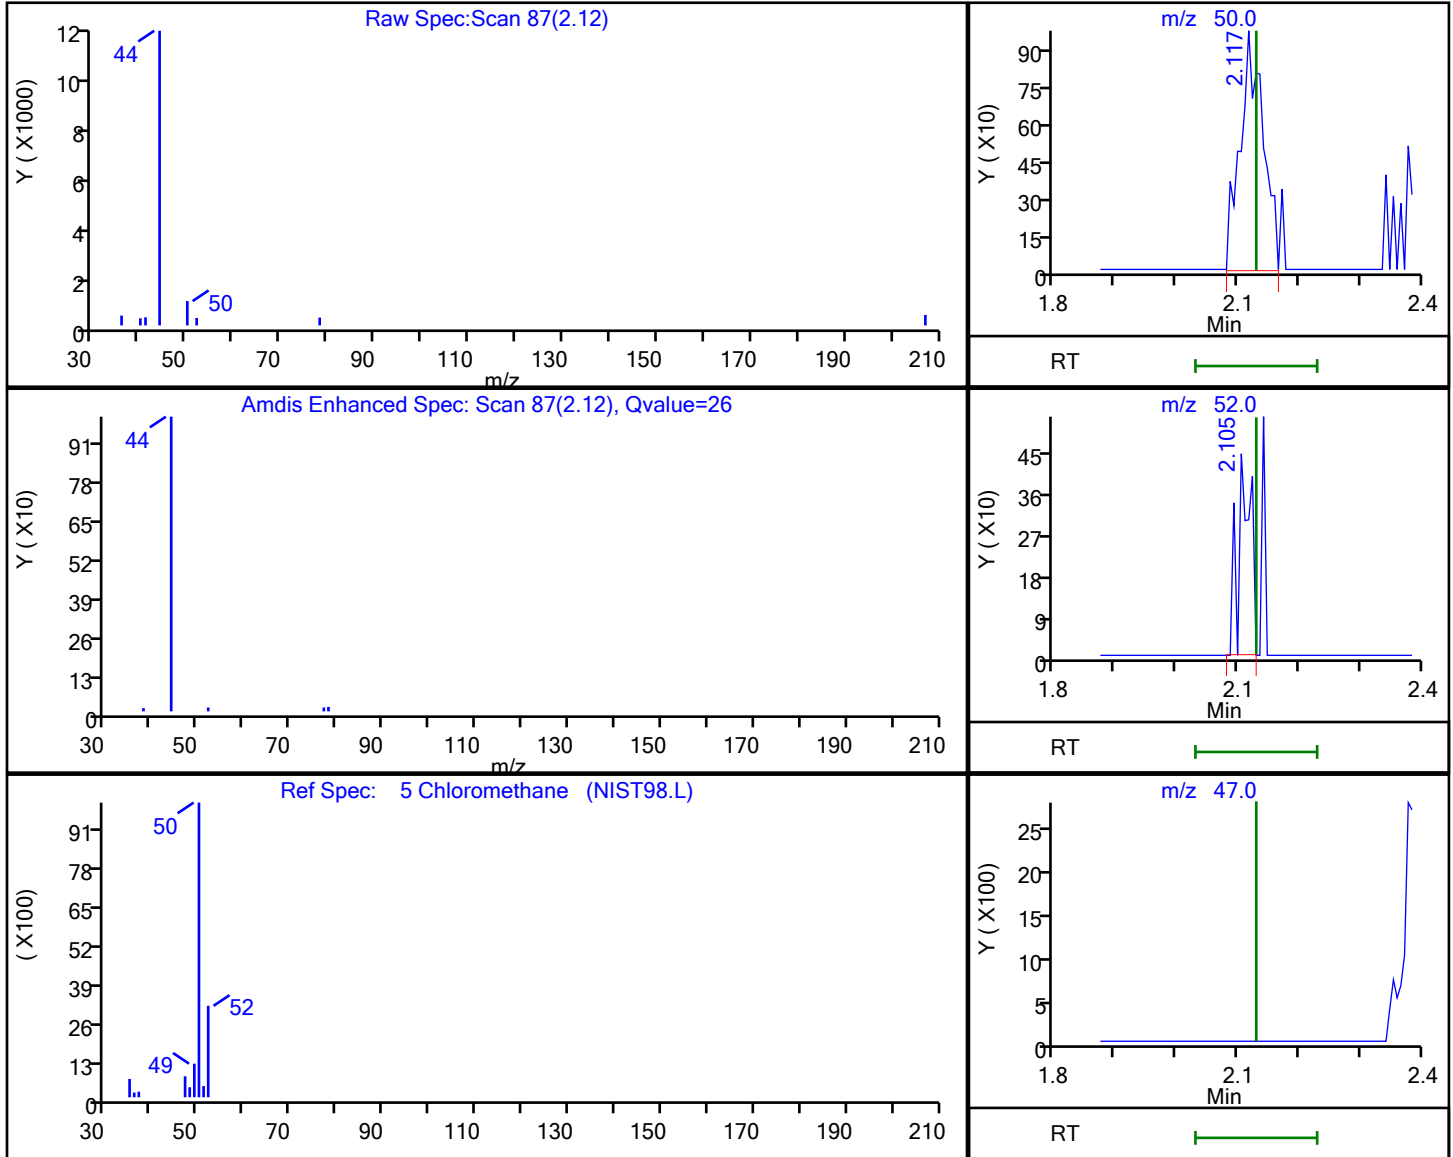 Raw Spec:Scan 87(2.12)
Y ( X1000)
12
10
8
6
4
2
0
44
50
30 50 70 90 110 130 150 170 190 210
m/z
m/z 50.0
Y ( X10)
90
75
60
45
30
15
0
2.117
1.8 2.1 2.4
Min
RT
Amdis Enhanced Spec: Scan 87(2.12), Qvalue=26
Y ( X10)
91
78
65
52
39
26
13
0
44
30 50 70 90 110 130 150 170 190 210
m/z
m/z 52.0
Y ( X10)
45
36
27
18
9
0
2.105
1.8 2.1 2.4
Min
RT
Ref Spec: 5 Chloromethane (NIST98.L)
( X100)
91
78
65
52
39
26
13
0
50
52
49
30 50 70 90 110 130 150 170 190 210
m/z 47.0
Y ( X100)
25
20
15
10
5
0
1.8 2.1 2.4
Min
RT